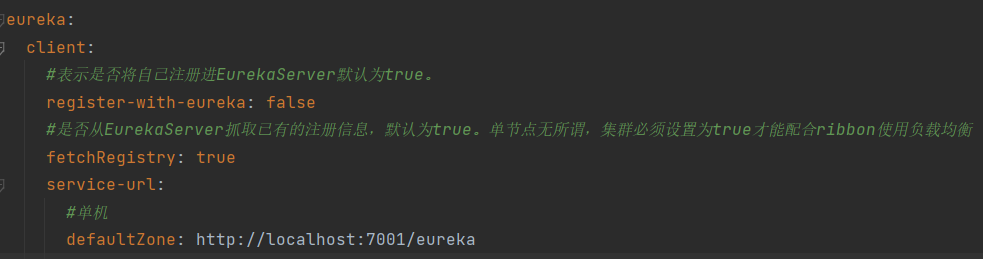 eureka:
  client:
    #表示是否将自己注册进EurekaServer默认为true。
    register-with-eureka: false
    #是否从EurekaServer抓取已有的注册信息，默认为true。单节点无所谓，集群必须设置为true才能配合ribbon使用负载均衡
    fetchRegistry: true
    service-url:
      #单机
      defaultZone: http://localhost:7001/eureka